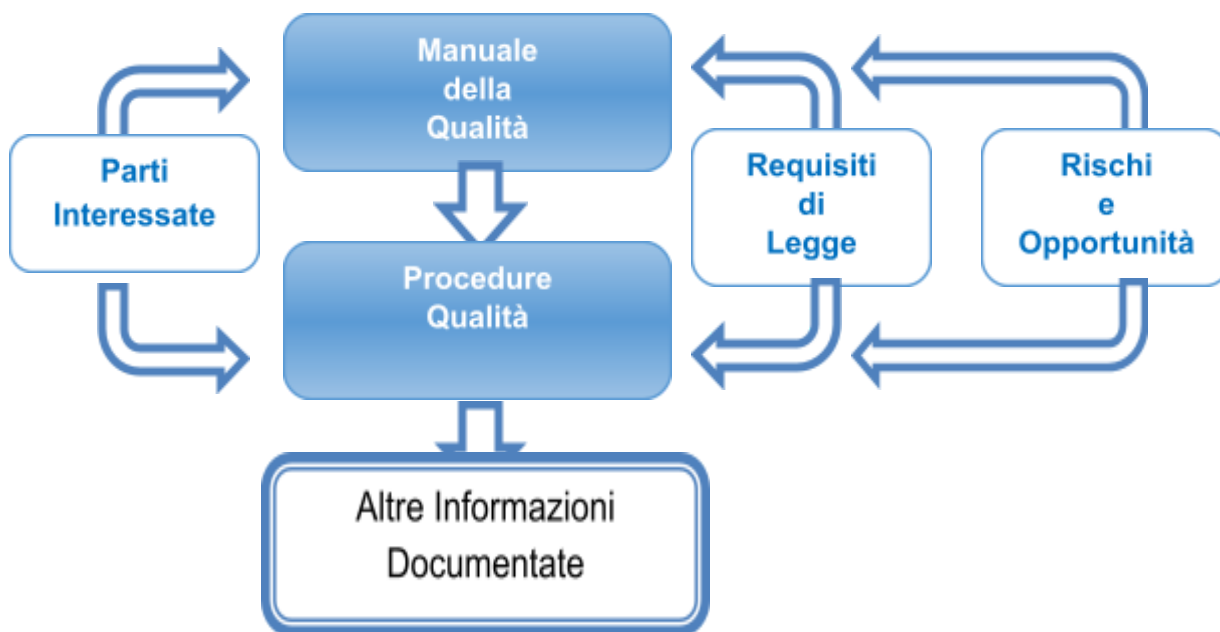 Manuale
della
Qualità
Parti
Interessate
Requisiti
di
Legge
Rischi
e
Opportunità
Procedure
Qualità
Altre Informazioni
Documentate